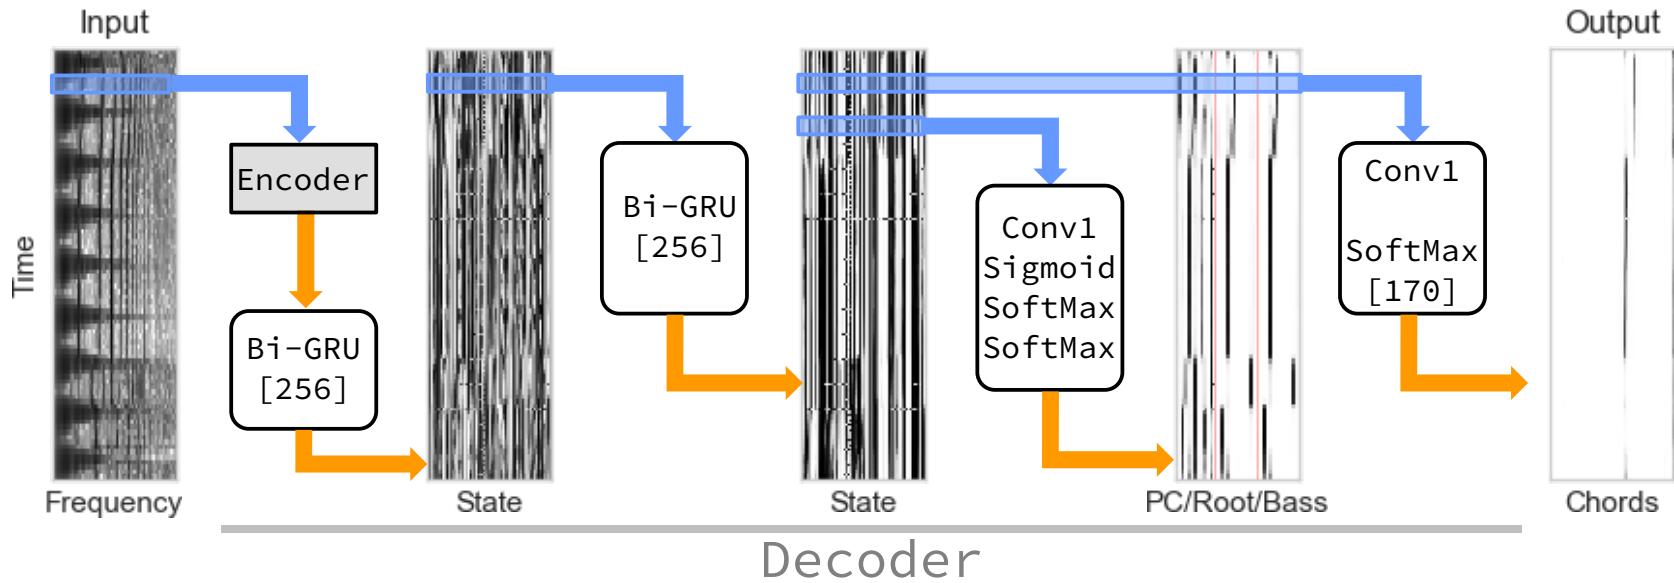 Input
Output
Time
Encoder
Bi-GRU
[256]
Bi-GRU
[256]
Conv1
Sigmoid
SoftMax
SoftMax
Conv1
SoftMax
[170]
Frequency
State
State
PC/Root/Bass
Chords
Decoder